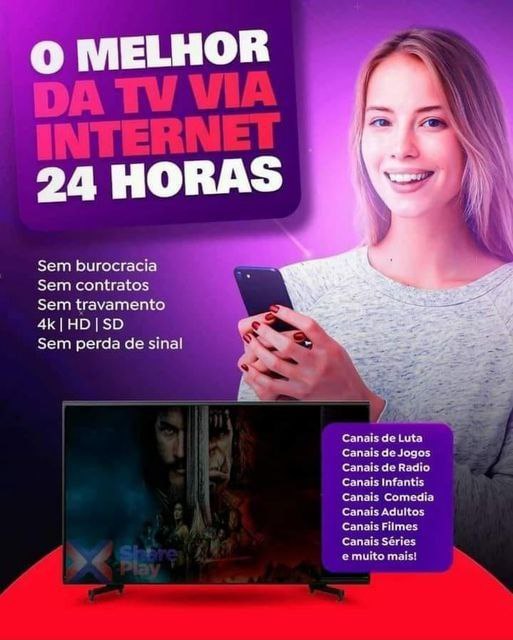 O MELHOR
DA TV VIA
INTERNET
24 HORAS
Sem burocracia
Sem contratos
Sem travamento
4k | HD | SD
Sem perda de sinal
Canais de Luta
Canais de Jogos
Canais de Radio
Canais Infantis
Canais Comedia
Canais Adultos
Canais Filmes
Canais Séries
e muito mais!
Share
Play